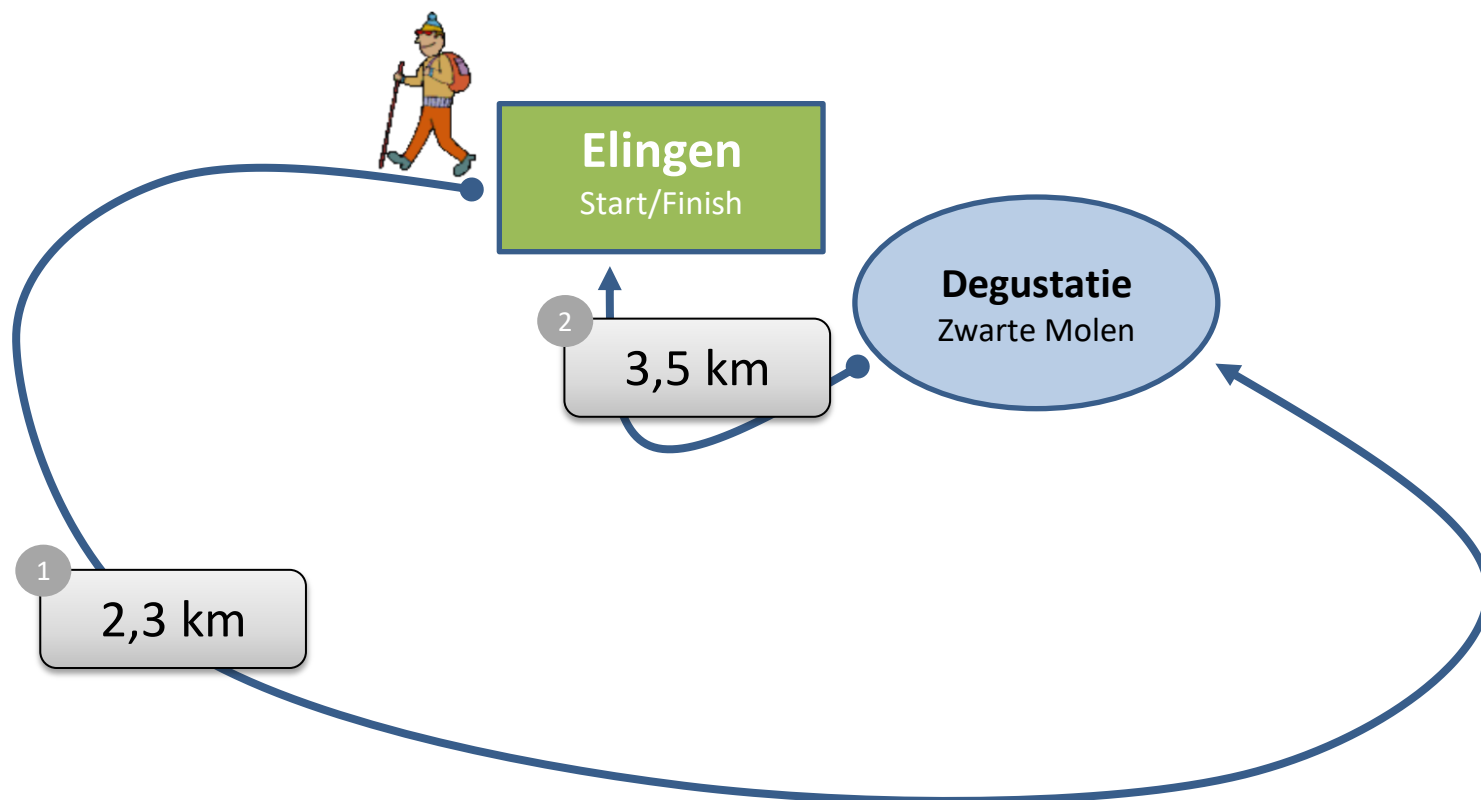 Elingen
Start/Finish
Degustatie
Zwarte Molen
2
3,5 km
1
2,3 km